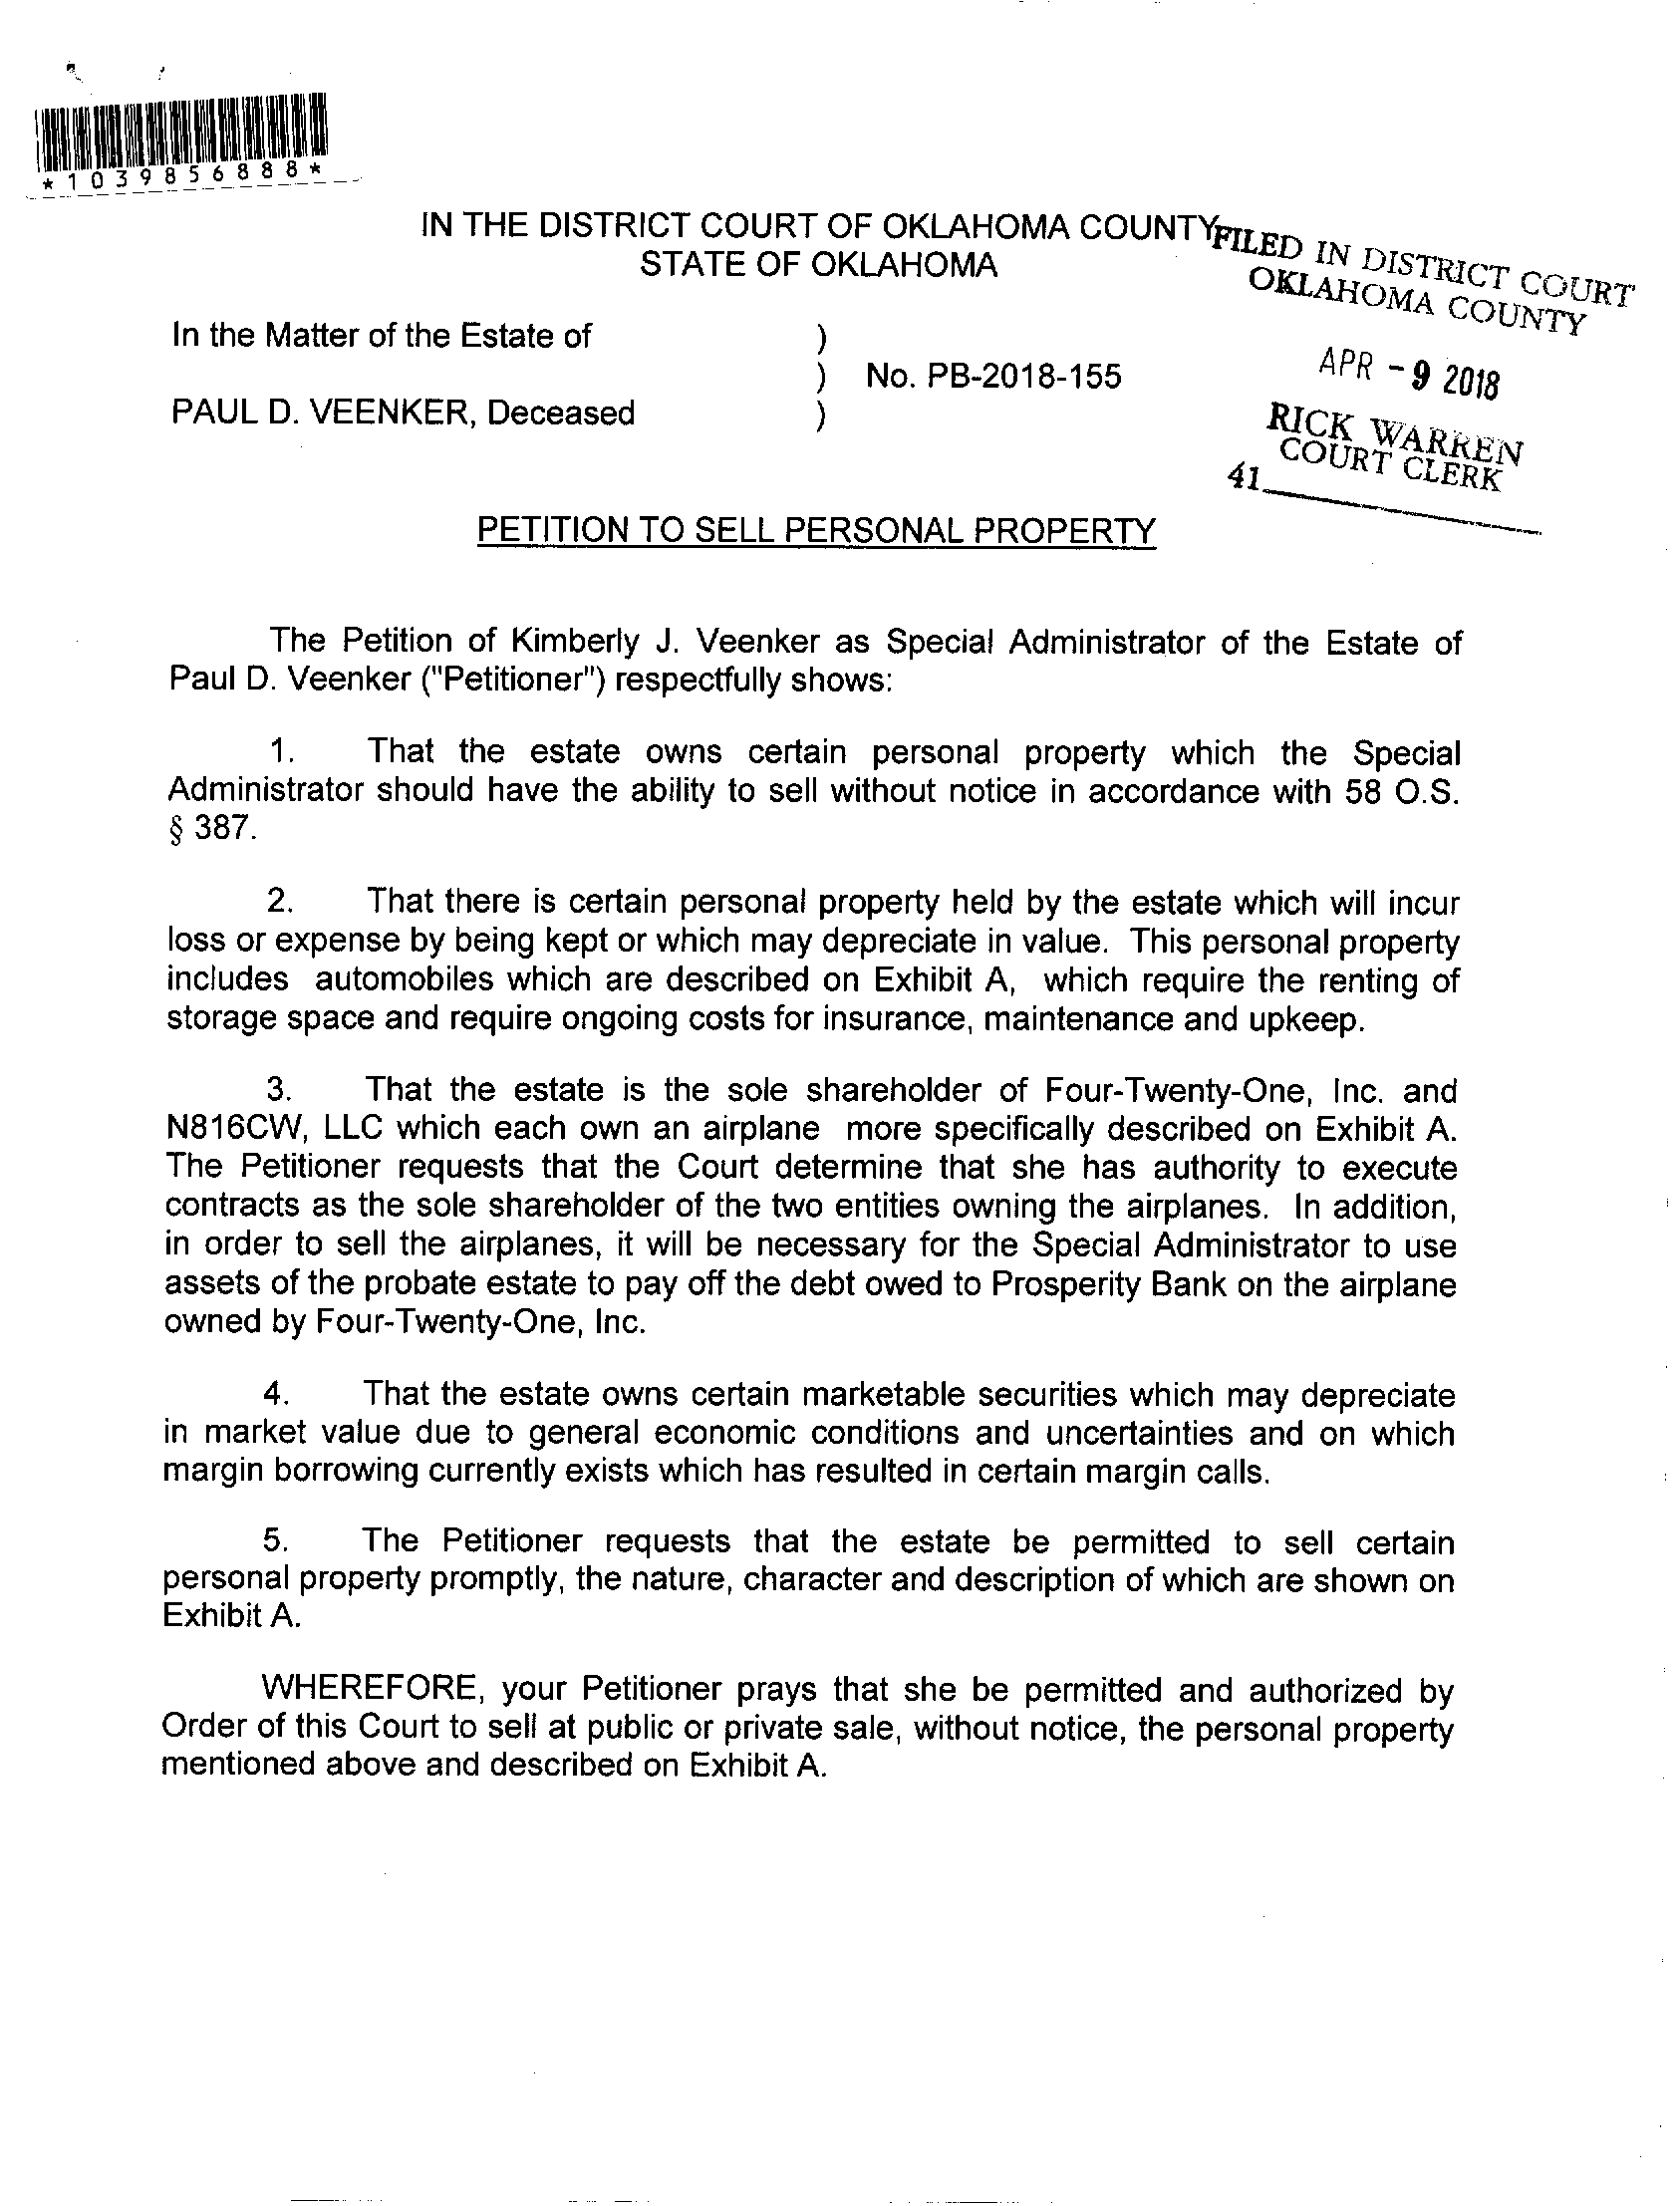 *1039856888*
IN THE DISTRICT COURT OF OKLAHOMA COUNTY
STATE OF OKLAHOMA
FILED IN DISTRICT COURT
OKLAHOMA COUNTY
APR - 9 2018
RICK WARREN
COURT CLERK
41
In the Matter of the Estate of )
) No. PB-2018-155
PAUL D. VEENKER, Deceased )
PETITION TO SELL PERSONAL PROPERTY
The Petition of Kimberly J. Veenker as Special Administrator of the Estate of
Paul D. Veenker ("Petitioner") respectfully shows:
1. That the estate owns certain personal property which the Special
Administrator should have the ability to sell without notice in accordance with 58 O.S.
§ 387.
2. That there is certain personal property held by the estate which will incur
loss or expense by being kept or which may depreciate in value. This personal property
includes automobiles which are described on Exhibit A, which require the renting of
storage space and require ongoing costs for insurance, maintenance and upkeep.
3. That the estate is the sole shareholder of Four-Twenty-One, Inc. and
N816CW, LLC which each own an airplane more specifically described on Exhibit A.
The Petitioner requests that the Court determine that she has authority to execute
contracts as the sole shareholder of the two entities owning the airplanes. In addition,
in order to sell the airplanes, it will be necessary for the Special Administrator to use
assets of the probate estate to pay off the debt owed to Prosperity Bank on the airplane
owned by Four-Twenty-One, Inc.
4. That the estate owns certain marketable securities which may depreciate
in market value due to general economic conditions and uncertainties and on which
margin borrowing currently exists which has resulted in certain margin calls.
5. The Petitioner requests that the estate be permitted to sell certain
personal property promptly, the nature, character and description of which are shown on
Exhibit A.
WHEREFORE, your Petitioner prays that she be permitted and authorized by
Order of this Court to sell at public or private sale, without notice, the personal property
mentioned above and described on Exhibit A.